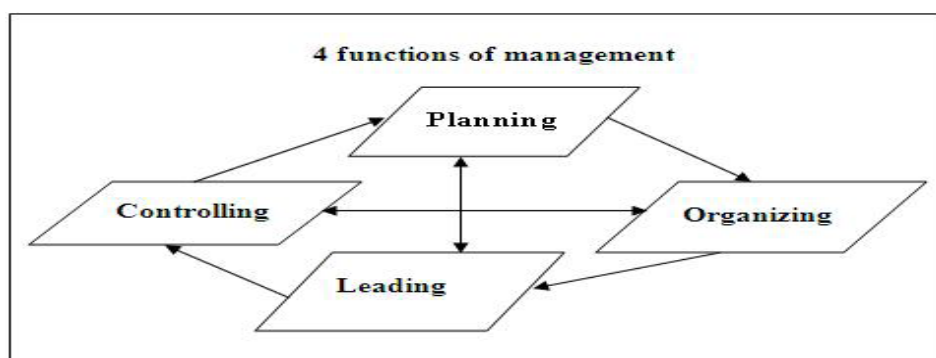 4 functions of management
Planning
Controlling
Organizing
Leading